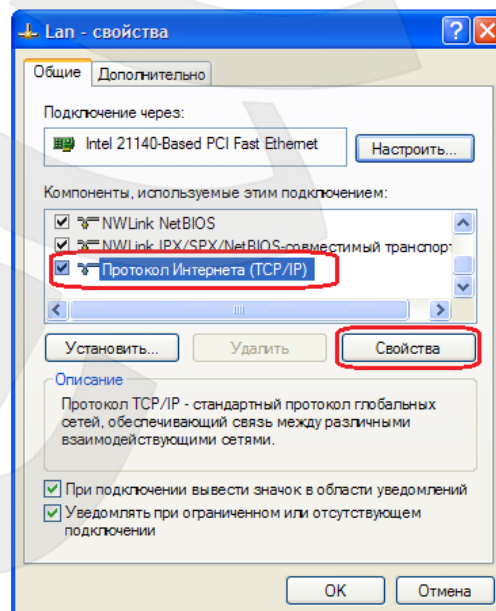 Lan - свойства
Общие
Дополнительно
Подключение через:
Intel 21140-Based PCI Fast Ethernet
Настроить...
Компоненты, используемые этим подключением:
NWLink NetBIOS
NWLink IPX/SPX/NetBIOS-совместимый транспор
Протокол Интернета (TCP/IP)
Установить...
Удалить
Свойства
Описание
Протокол TCP/IP - стандартный протокол глобальных
сетей, обеспечивающий связь между различными
взаимодействующими сетями.
При подключении вывести значок в области уведомлений
Уведомлять при ограниченном или отсутствующем
подключении
OK
Отмена